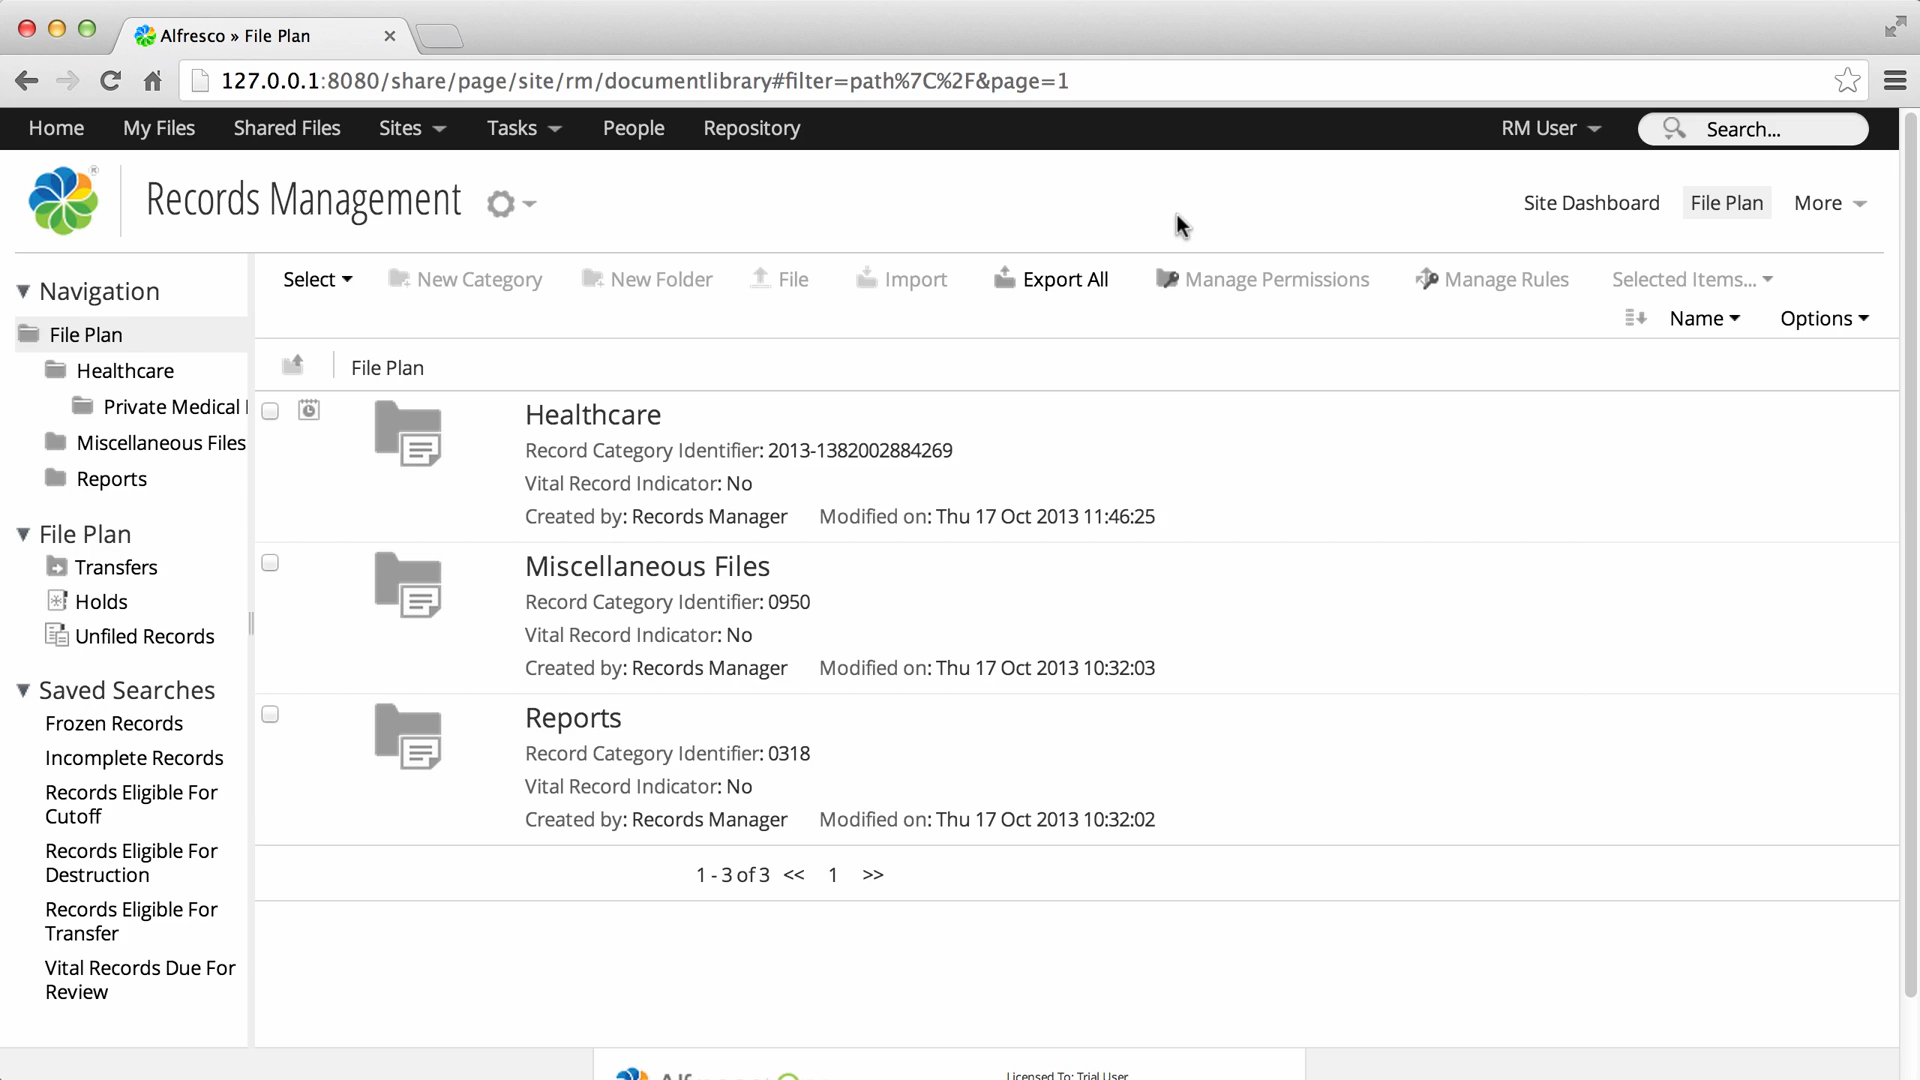 Alfresco » File Plan
127.0.0.1:8080/share/page/site/rm/documentlibrary#filter=path%7C%2F&page=1
Home My Files Shared Files Sites Tasks People Repository RM User Search...
Records Management Site Dashboard File Plan More
Select New Category New Folder File Import Export All Manage Permissions Manage Rules Selected Items...
Name Options
Navigation
File Plan
Healthcare
Private Medical
Miscellaneous Files
Reports
File Plan
Transfers
Holds
Unfiled Records
Saved Searches
Frozen Records
Incomplete Records
Records Eligible For
Cutoff
Records Eligible For
Destruction
Records Eligible For
Transfer
Vital Records Due For
Review
File Plan
Healthcare
Record Category Identifier: 2013-1382002884269
Vital Record Indicator: No
Created by: Records Manager Modified on: Thu 17 Oct 2013 11:46:25
Miscellaneous Files
Record Category Identifier: 0950
Vital Record Indicator: No
Created by: Records Manager Modified on: Thu 17 Oct 2013 10:32:03
Reports
Record Category Identifier: 0318
Vital Record Indicator: No
Created by: Records Manager Modified on: Thu 17 Oct 2013 10:32:02
1 - 3 of 3 << 1 >>
Licensed To: Trial User